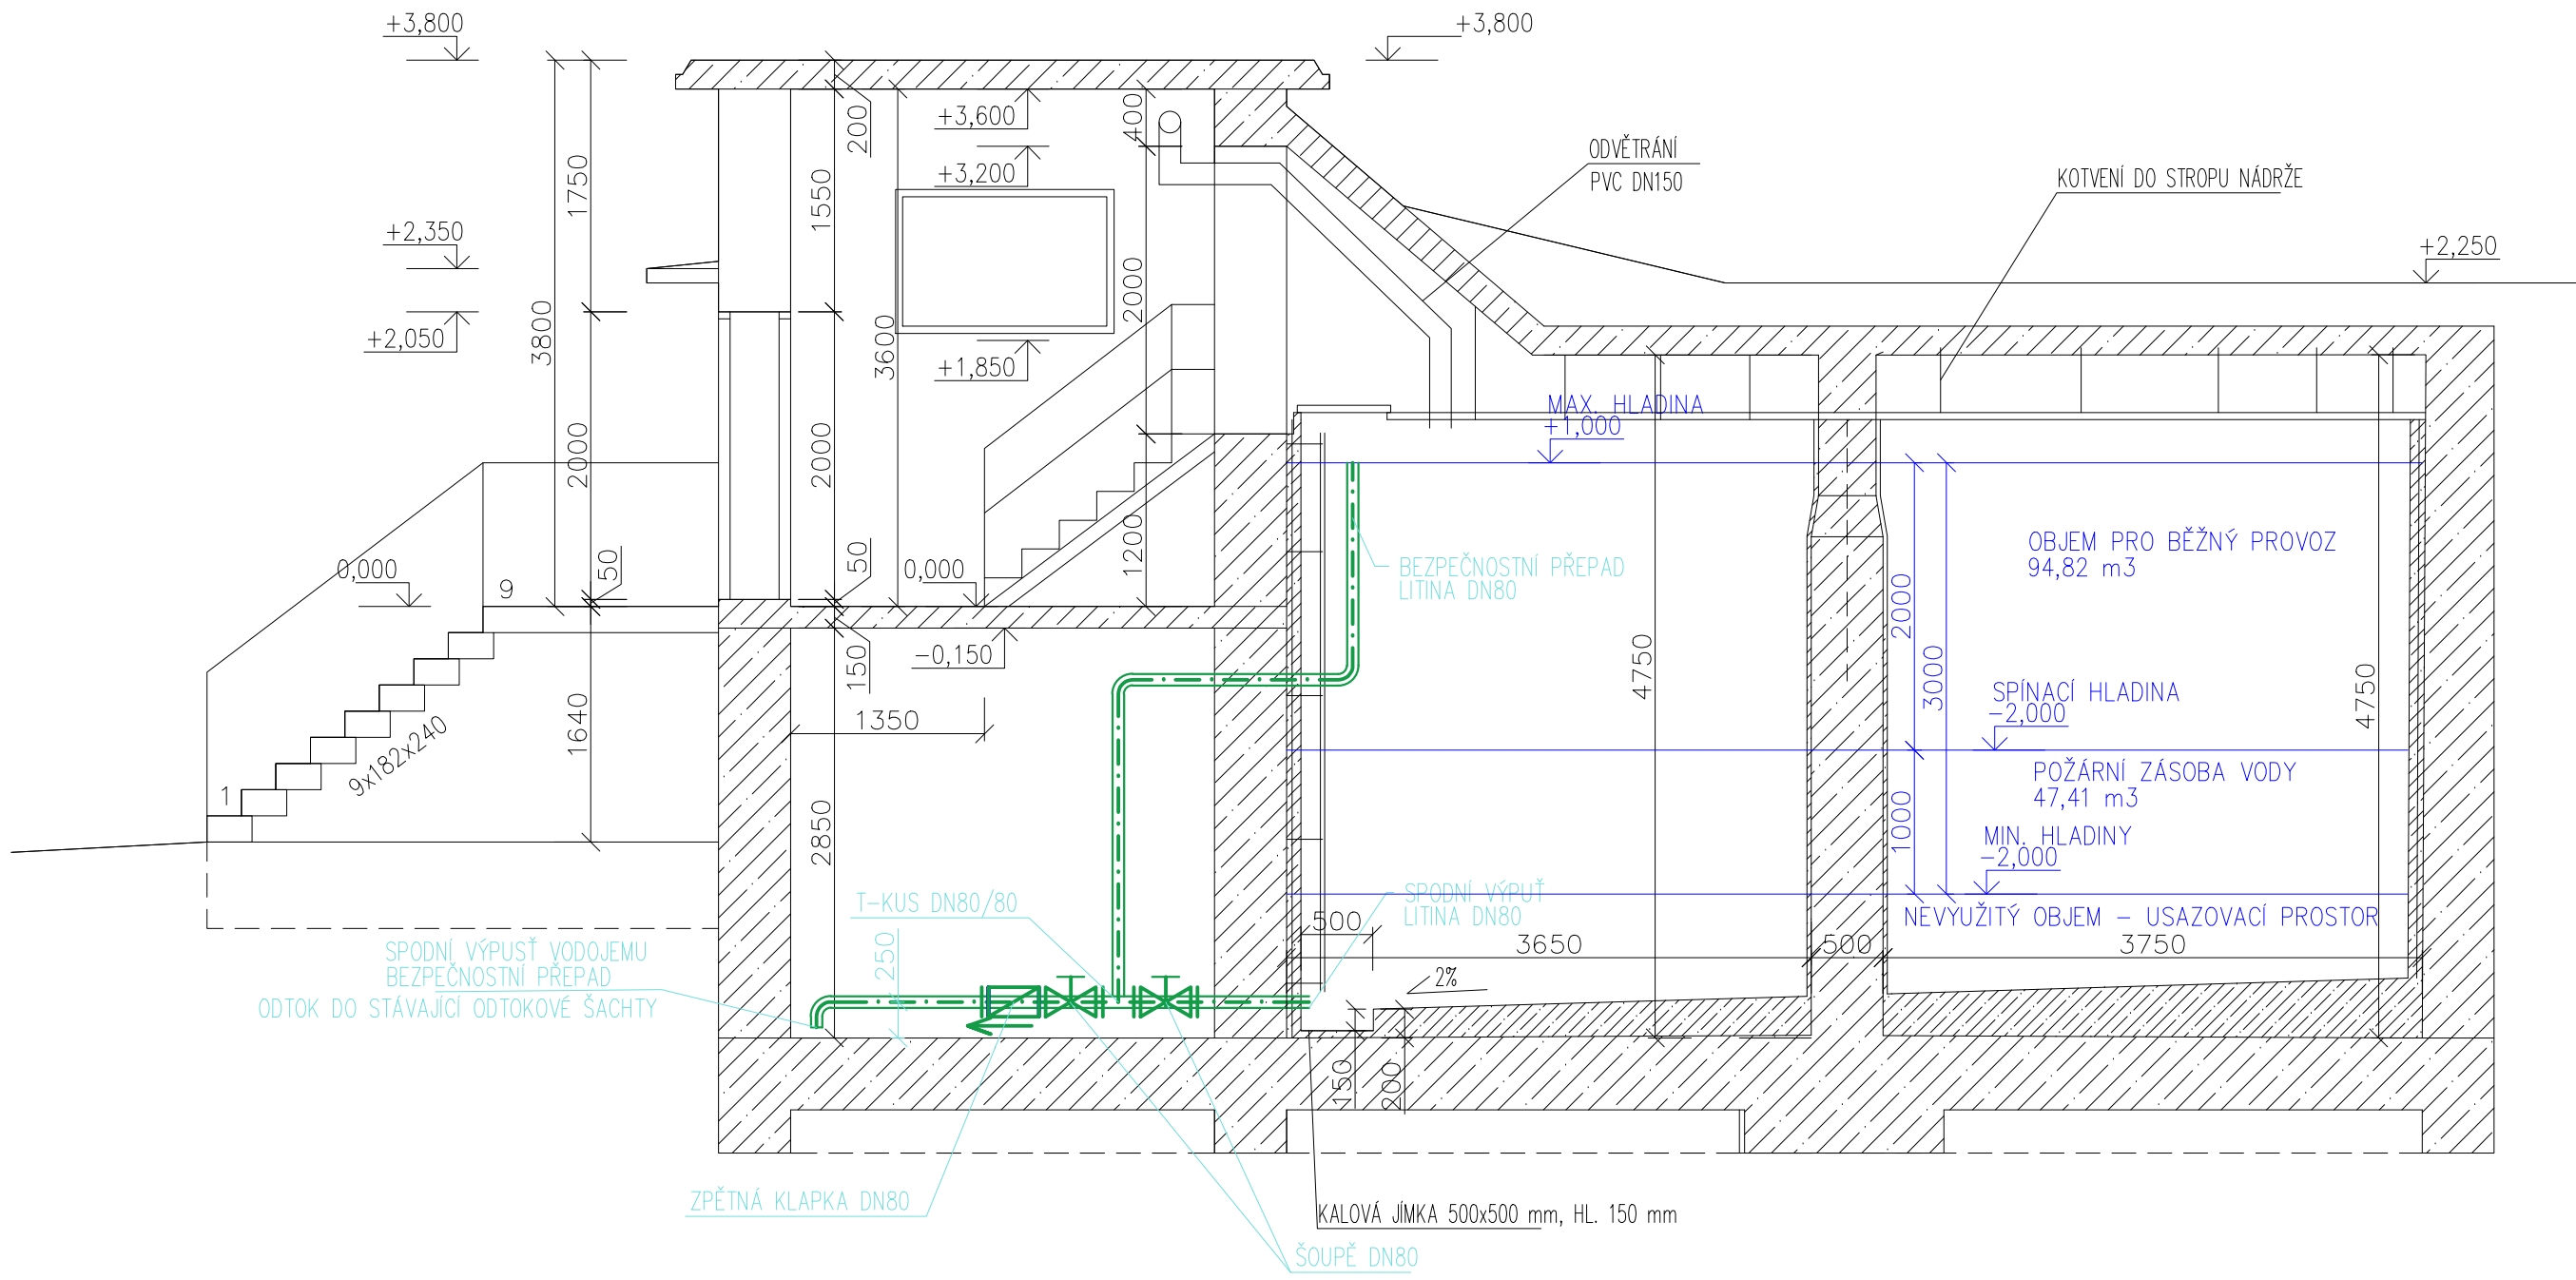 +3,800
+3,800
+3,600
400
200
ODVĚTRÁNÍ
PVC DN150
+3,200
KOTVENÍ DO STROPU NÁDRŽE
1750
1550
+2,350
+2,250
2000
+2,050
3800
3600
+1,850
MAX. HLADINA
+1,000
2000
2000
1200
OBJEM PRO BĚŽNÝ PROVOZ
94,82 m3
0,000
9
50
50
0,000
BEZPEČNOSTNÍ PŘEPAD
LITINA DN80
2000
3000
-0,150
150
4750
4750
SPÍNACÍ HLADINA
-2,000
1640
1350
9x182x240
1
2850
POŽÁRNÍ ZÁSOBA VODY
47,41 m3
1000
MIN. HLADINY
-2,000
T-KUS DN80/80
SPODNÍ VÝPUŤ
LITINA DN80
NEVYUŽITÝ OBJEM - USAZOVACÍ PROSTOR
500
3650
500
3750
250
2%
SPODNÍ VÝPUSŤ VODOJEMU
BEZPEČNOSTNÍ PŘEPAD
ODTOK DO STÁVAJÍCÍ ODTOKOVÉ ŠACHTY
150
200
ZPĚTNÁ KLAPKA DN80
KALOVÁ JÍMKA 500x500 mm, HL. 150 mm
ŠOUPĚ DN80